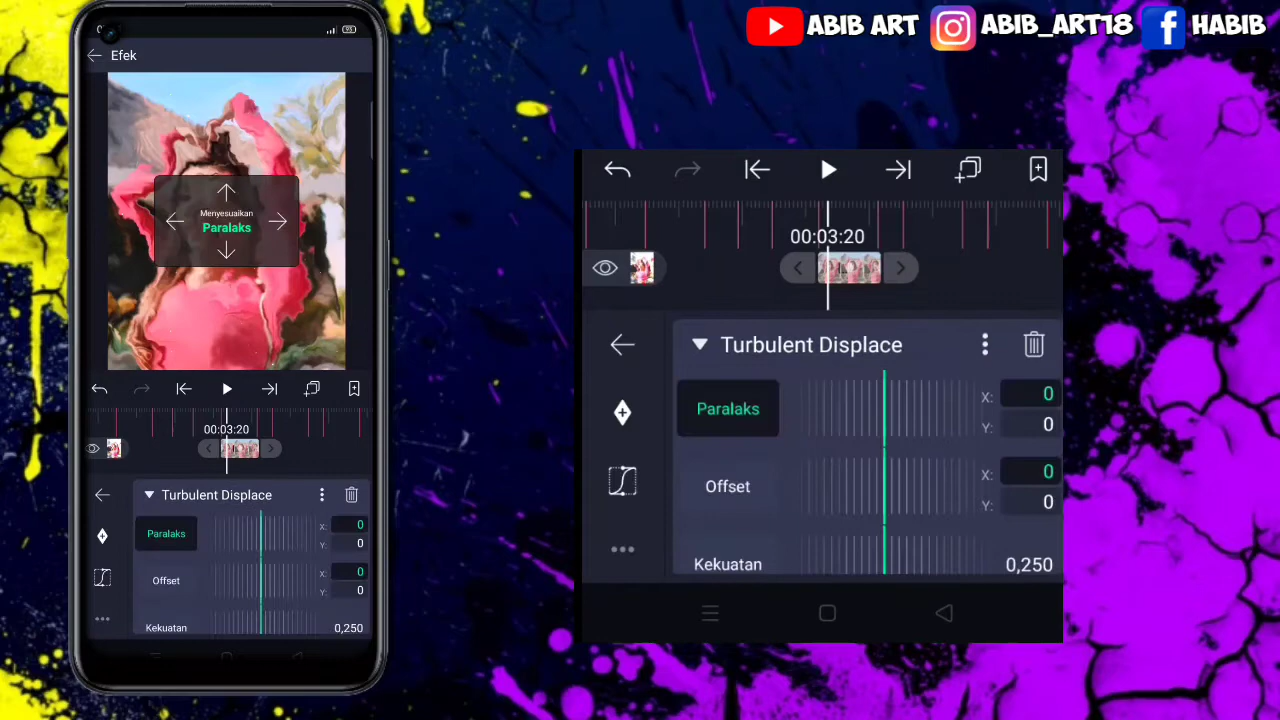 ABIB ART
ABIB_ART18
HABIB
Efek
Menyesuaikan
Paralaks
00:03:20
Turbulent Displace
Paralaks
X: 0
Y: 0
Offset
X: 0
Y: 0
Kekuatan 0,250
00:03:20
Turbulent Displace
Paralaks
X: 0
Y: 0
Offset
X: 0
Y: 0
Kekuatan 0,250